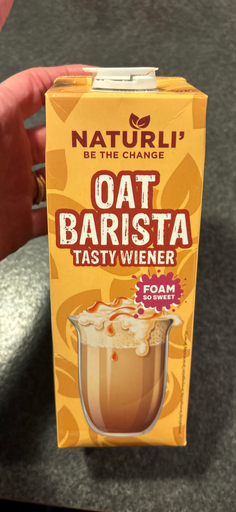 NATURLI'
BE THE CHANGE
OAT
BARISTA
TASTY WIENER
FOAM
SO SWEET